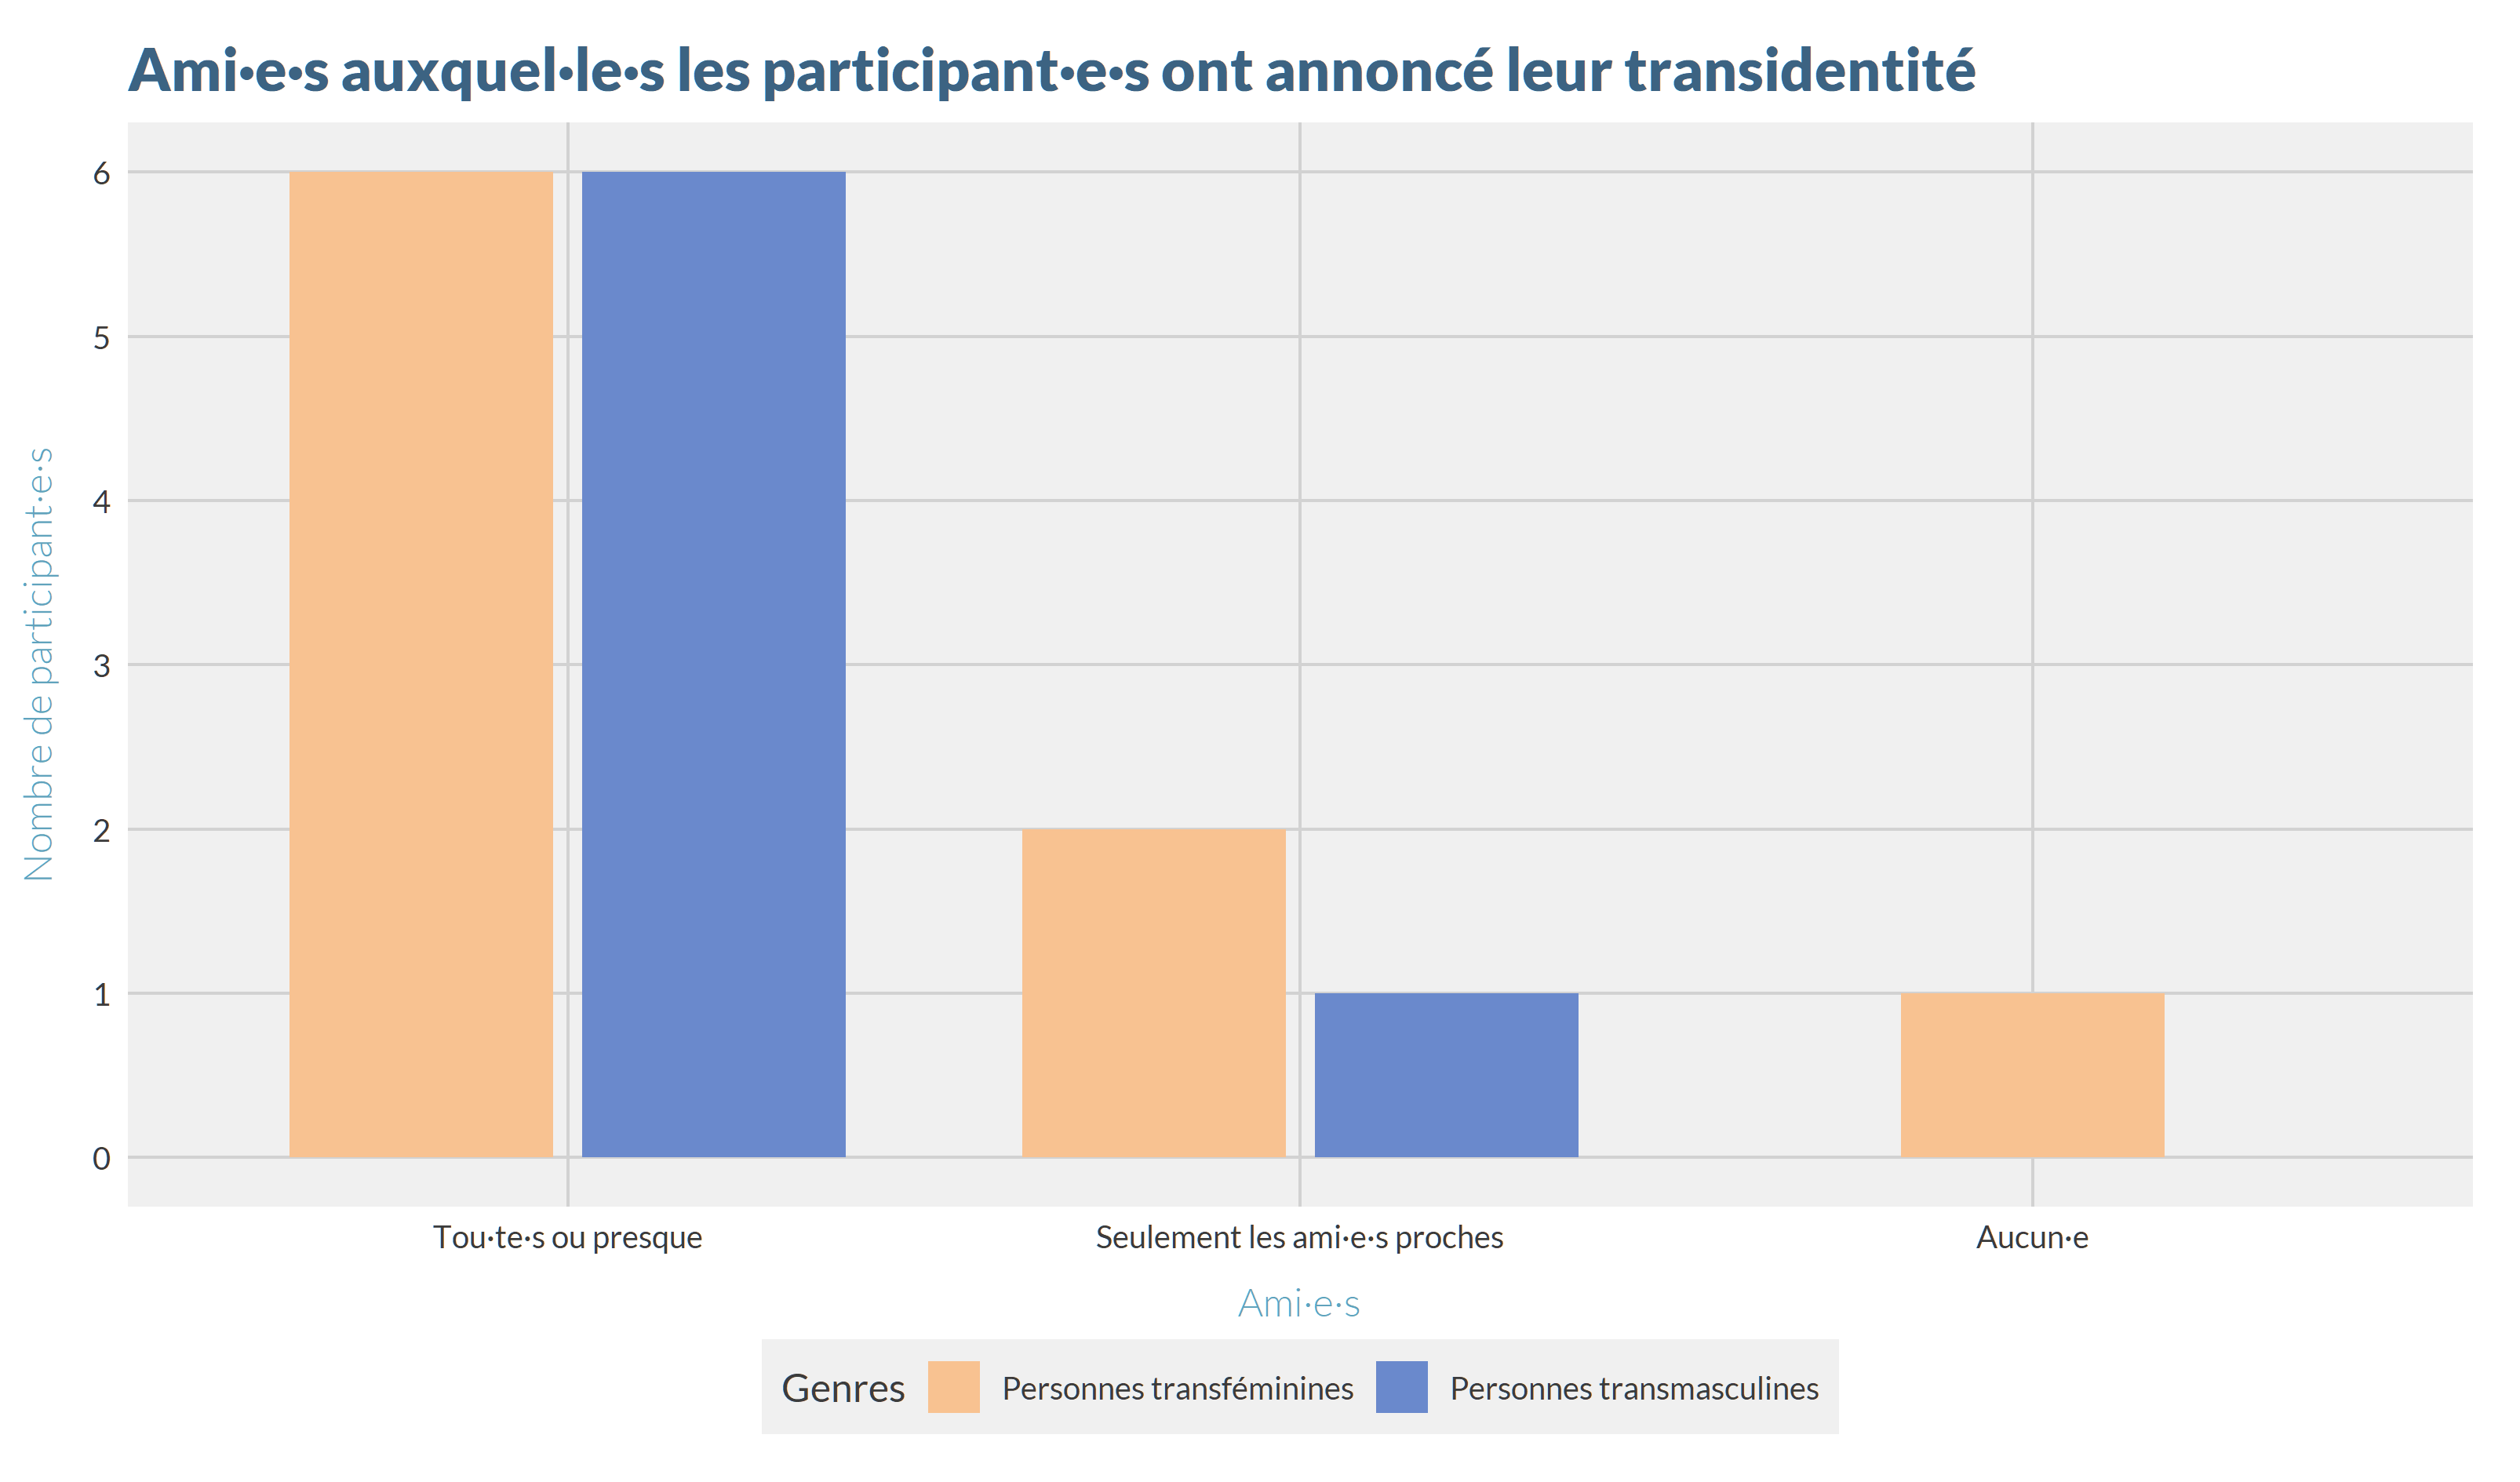 Ami·e·s auxquel·le·s les participant·e·s ont annoncé leur transidentité
Nombre de participant·e·s
6
5
4
3
2
1
0
Tou·te·s ou presque
Seulement les ami·e·s proches
Aucun·e
Ami·e·s
Genres
Personnes transféminines
Personnes transmasculines